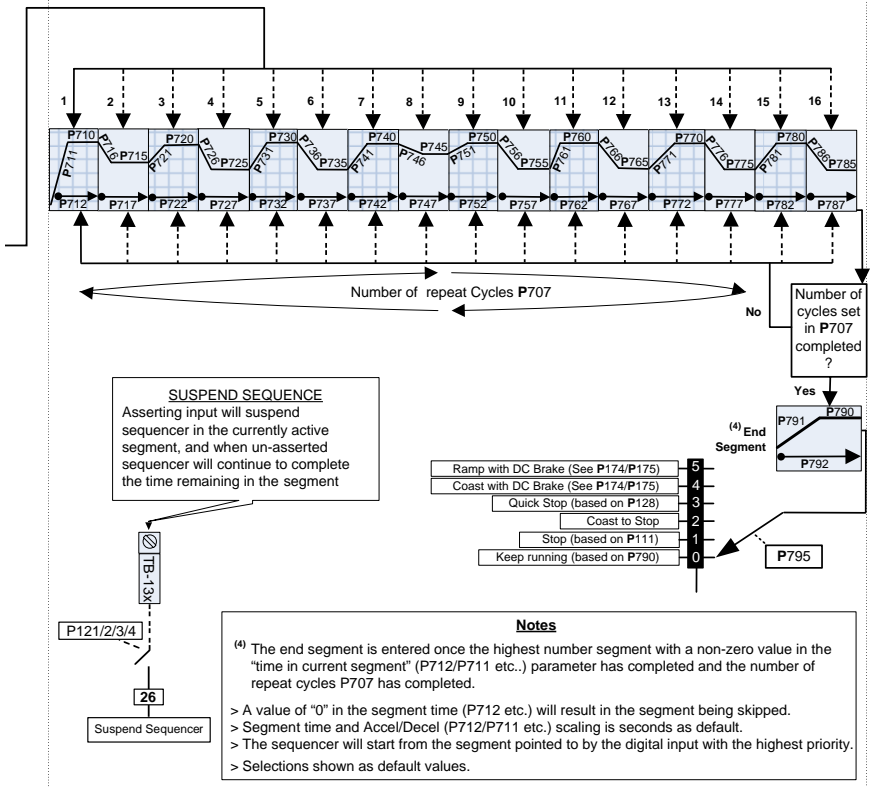 1 2 3 4 5 6 7 8 9 10 11 12 13 14 15 16
P710 P711 P712
P716 P715 P717
P720 P721 P722
P726 P725 P727
P730 P731 P732
P736 P735 P737
P740 P741 P742
P745 P746 P747
P750 P751 P752
P756 P755 P757
P760 P761 P762
P766 P765 P767
P770 P771 P772
P776 P775 P777
P780 P781 P782
P786 P785 P787
Number of repeat Cycles P707
No
Number of
cycles set
in P707
completed
?
Yes
P791 P790
P792
(4) End
Segment
SUSPEND SEQUENCE
Asserting input will suspend
sequencer in the currently active
segment, and when un-asserted
sequencer will continue to complete
the time remaining in the segment
TB-13x
P121/2/3/4
26
Suspend Sequencer
Ramp with DC Brake (See P174/P175) 5
Coast with DC Brake (See P174/P175) 4
Quick Stop (based on P128) 3
Coast to Stop 2
Stop (based on P111) 1
Keep running (based on P790) 0
P795
Notes
(4) The end segment is entered once the highest number segment with a non-zero value in the
“time in current segment” (P712/P711 etc..) parameter has completed and the number of
repeat cycles P707 has completed.
> A value of “0” in the segment time (P712 etc.) will result in the segment being skipped.
> Segment time and Accel/Decel (P712/P711 etc.) scaling is seconds as default.
> The sequencer will start from the segment pointed to by the digital input with the highest priority.
> Selections shown as default values.